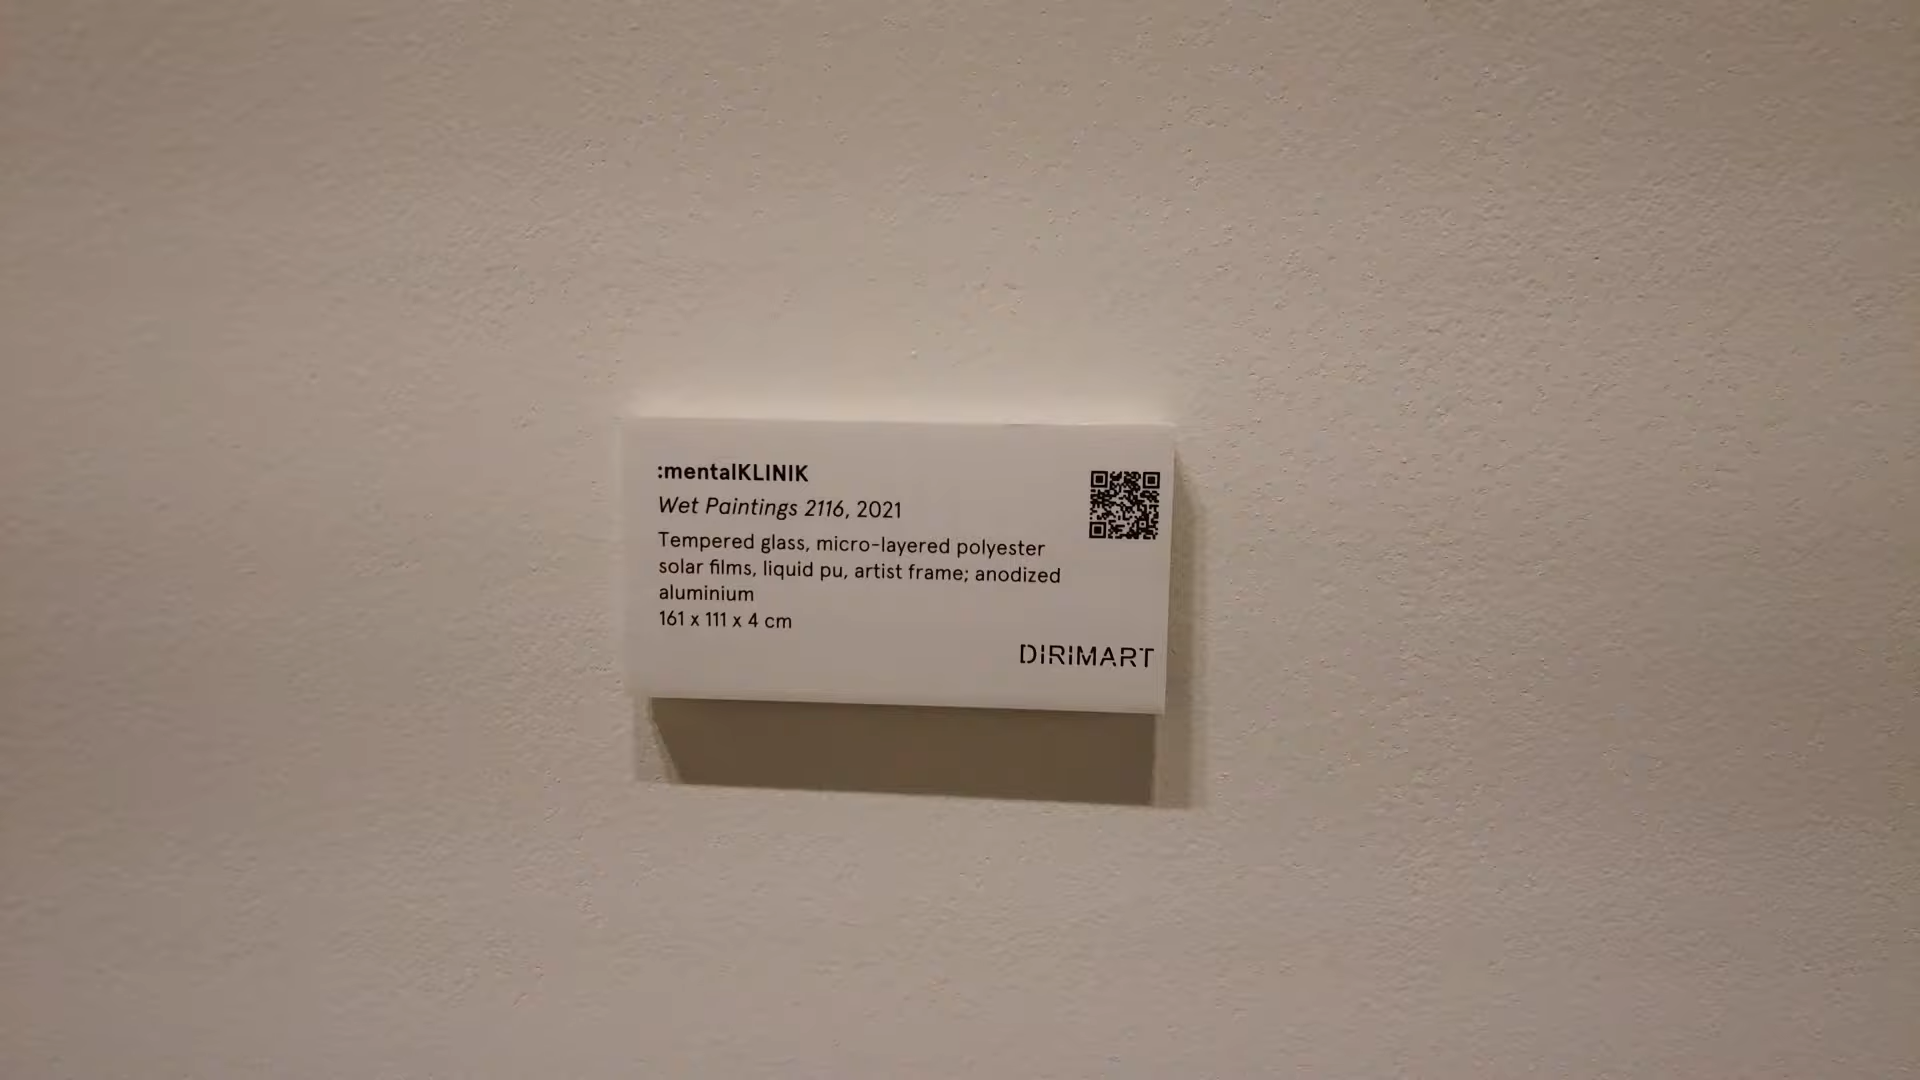 :mentalKLINIK
Wet Paintings 2116, 2021
Tempered glass, micro-layered polyester
solar films, liquid pu, artist frame; anodized
aluminium
161 x 111 x 4 cm
DIRIMART